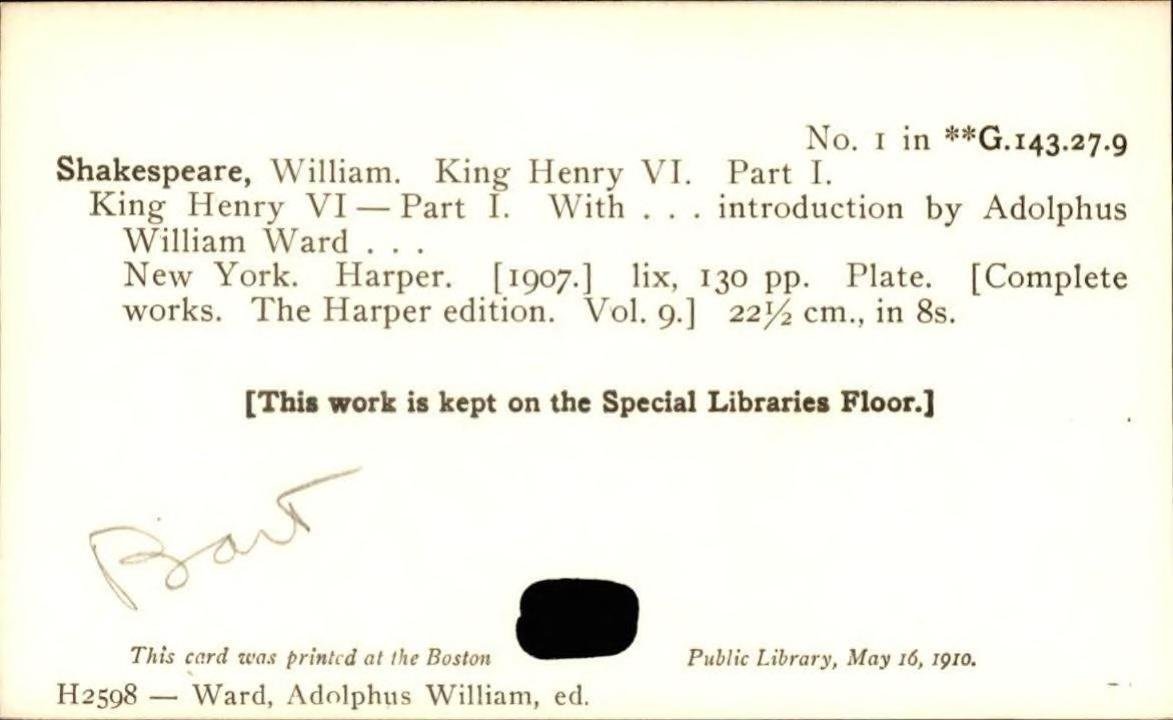 No. 1 in **G.143.27.9
Shakespeare, William. King Henry VI. Part I.
King Henry VI — Part I. With . . . introduction by Adolphus
William Ward . . .
New York. Harper. [1907.] lix, 130 pp. Plate. [Complete
works. The Harper edition. Vol. 9.] 22½ cm., in 8s.
[This work is kept on the Special Libraries Floor.]
Bart
This card was printed at the Boston Public Library, May 16, 1910.
H2598 — Ward, Adolphus William, ed.